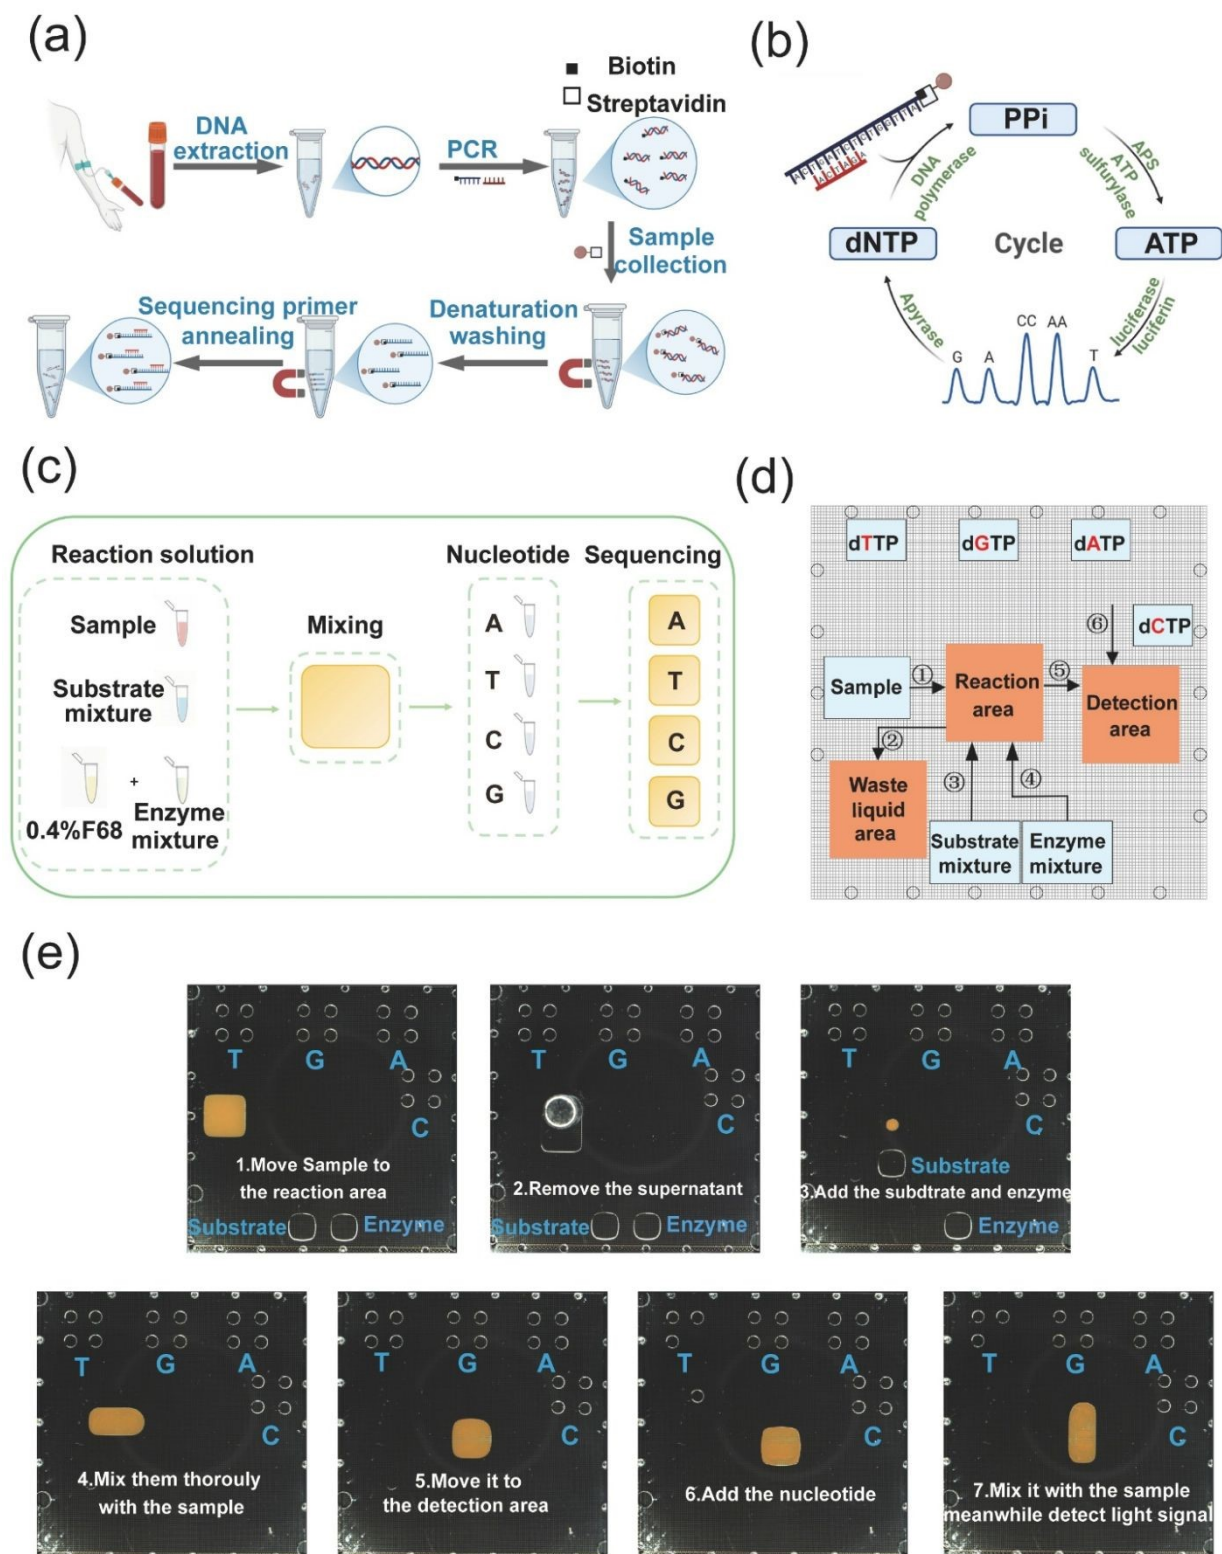 (a)
Biotin
Streptavidin
DNA
extraction
PCR
Sample
collection
Denaturation
washing
Sequencing primer
annealing
(b)
PPi
DNA
polymerase
APS
ATP
sulfurylase
dNTP
Cycle
ATP
Apyrase
luciferase
luciferin
G
A
CC
AA
T
(c)
Reaction solution
Nucleotide
Sequencing
Sample
Mixing
Substrate
mixture
+
0.4%F68
Enzyme
mixture
A
T
C
G
A
T
C
G
(d)
dTTP
dGTP
dATP
dCTP
⑥
Sample
①
Reaction
area
⑤
Detection
area
②
③
④
Waste
liquid
area
Substrate
mixture
Enzyme
mixture
(e)
T
G
A
C
1.Move Sample to
the reaction area
Substrate
Enzyme
T
G
A
C
2.Remove the supernatant
Substrate
Enzyme
T
G
A
C
Substrate
3.Add the subdtrate and enzyme
Enzyme
T
G
A
C
4.Mix them thorouly
with the sample
T
G
A
C
5.Move it to
the detection area
T
G
A
C
6.Add the nucleotide
T
G
A
C
7.Mix it with the sample
meanwhile detect light signal